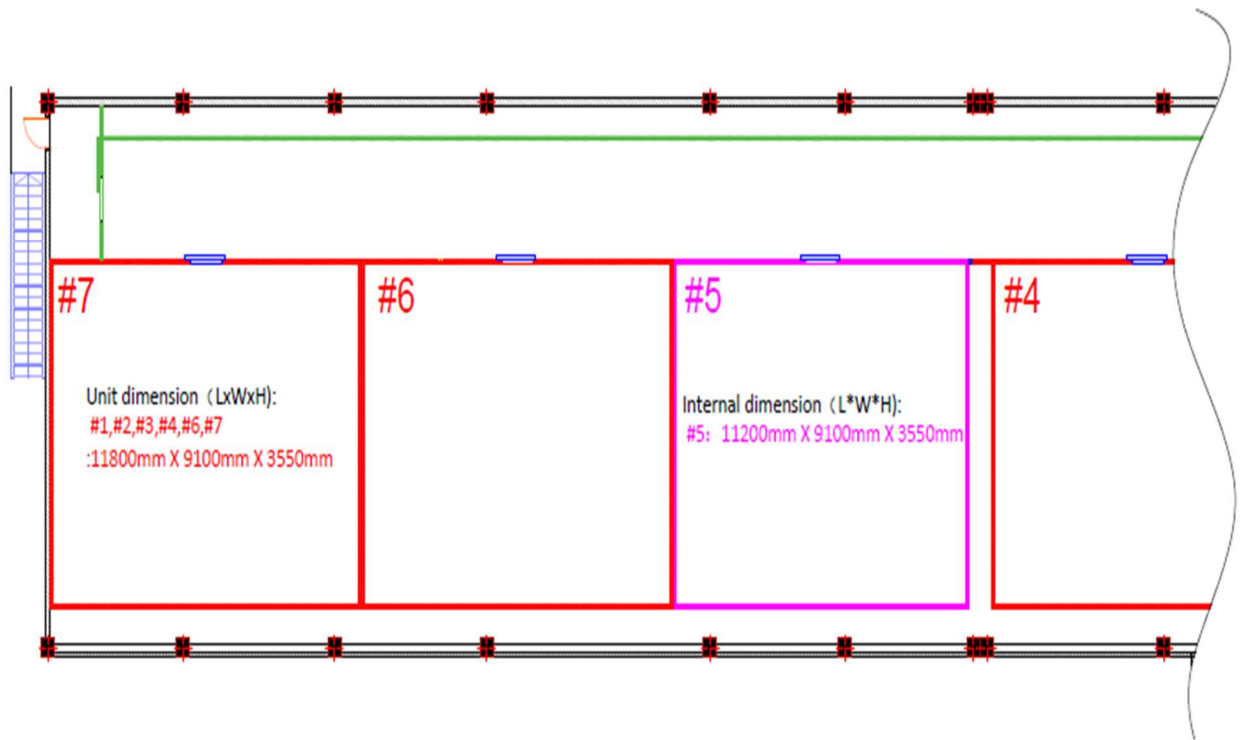 #7
#6
#5
#4
Unit dimension（LxWxH):
#1,#2,#3,#4,#6,#7
:11800mm X 9100mm X 3550mm
Internal dimension（L*W*H):
#5：11200mm X 9100mm X 3550mm